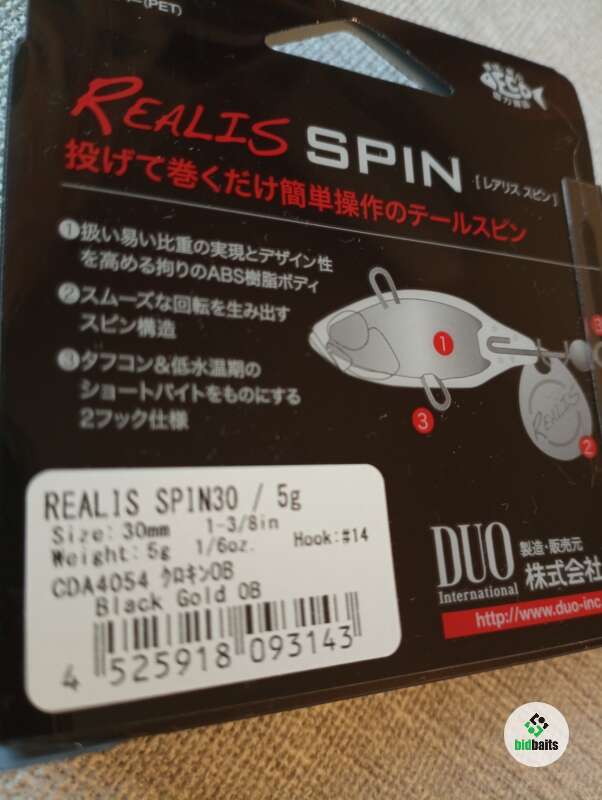 (PET)
REALIS SPIN
[レアリス スピン]
投げて巻くだけ簡単操作のテールスピン
❶扱い易い比重の実現とデザイン性
を高める拘りのABS樹脂ボディ
❷スムーズな回転を生み出す
スピン構造
❸タフコン&低水温期の
ショートバイトをものにする
2フック仕様
1
3
3
REALIS
2
REALIS SPIN30 / 5g
Size: 30mm 1-3/8in
Weight: 5g 1/6oz. Hook:#14
CDA4054 クロキンOB
Black Gold OB
4 525918 093143
DUO
International
製造・販売元
株式会社
http://www.duo-inc.
bidbaits